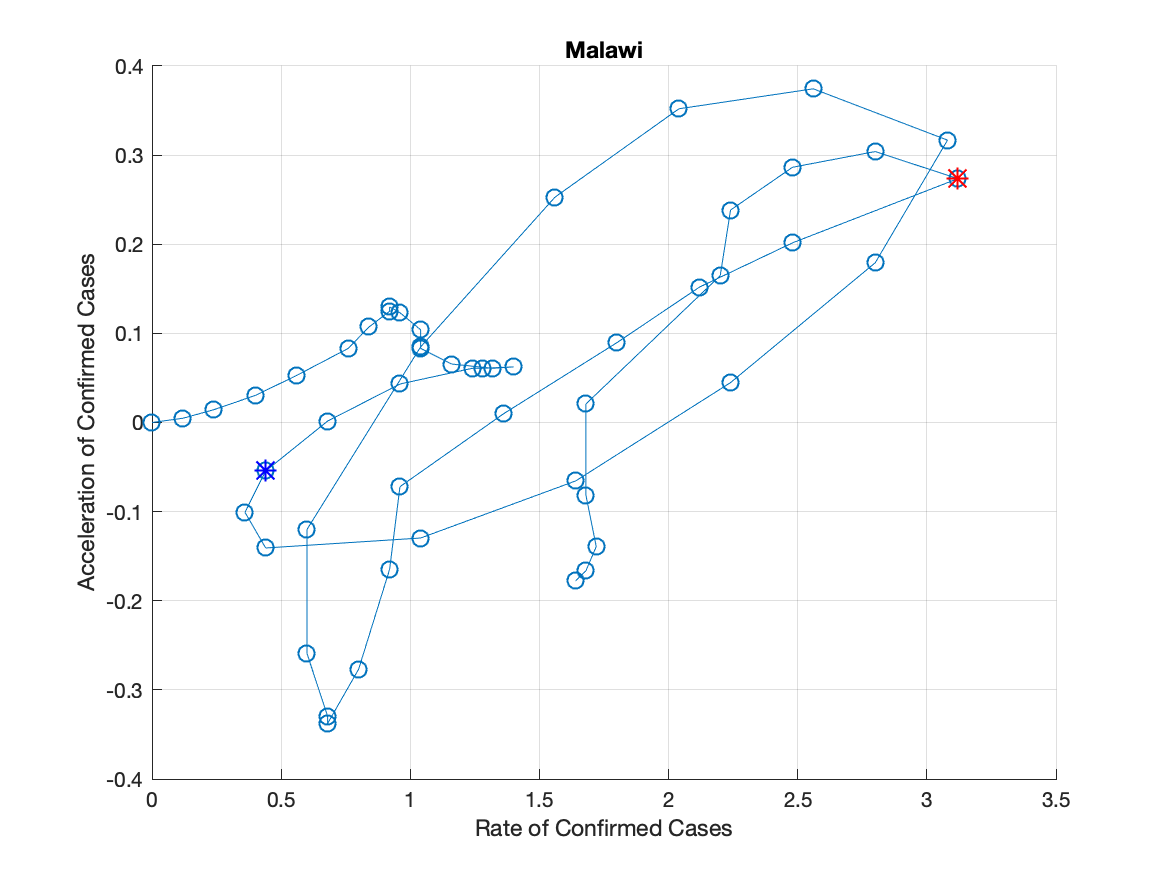 Malawi
0.4
0.3
0.2
0.1
0
-0.1
-0.2
-0.3
-0.4
Acceleration of Confirmed Cases
0 0.5 1 1.5 2 2.5 3 3.5
Rate of Confirmed Cases